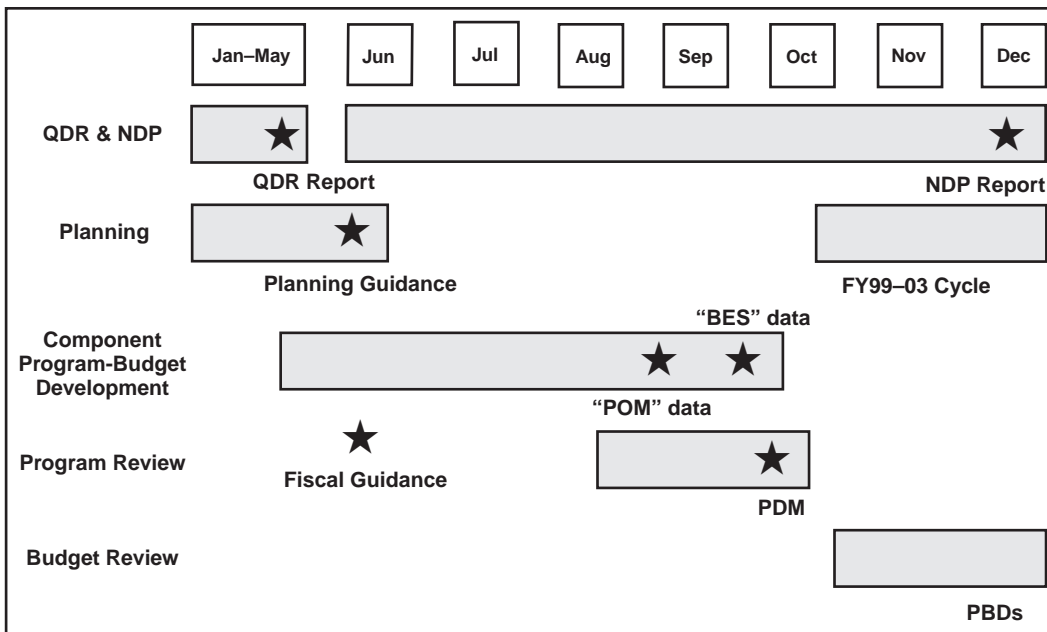 Jan–May Jun Jul Aug Sep Oct Nov Dec
QDR & NDP
QDR Report NDP Report
Planning
Planning Guidance FY99–03 Cycle
“BES” data
Component
Program-Budget
Development
“POM” data
Program Review
Fiscal Guidance
PDM
Budget Review
PBDs